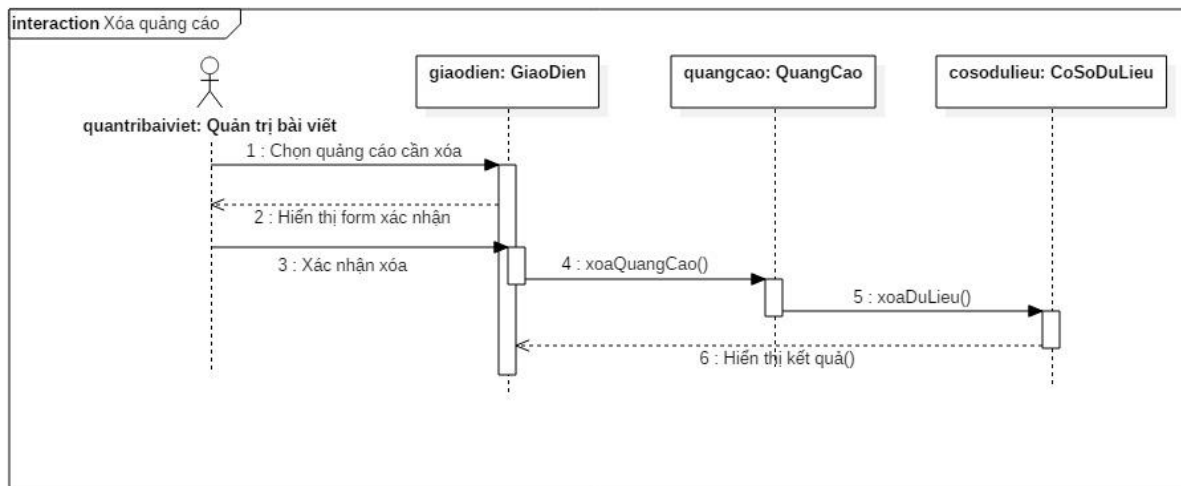 interaction Xóa quảng cáo
giaodien: GiaoDien
quangcao: QuangCao
cosodulieu: CoSoDuLieu
quantribaiviet: Quản trị bài viết
1 : Chọn quảng cáo cần xóa
2 : Hiển thị form xác nhận
3 : Xác nhận xóa
4 : xoaQuangCao()
5 : xoaDuLieu()
6 : Hiển thị kết quả()